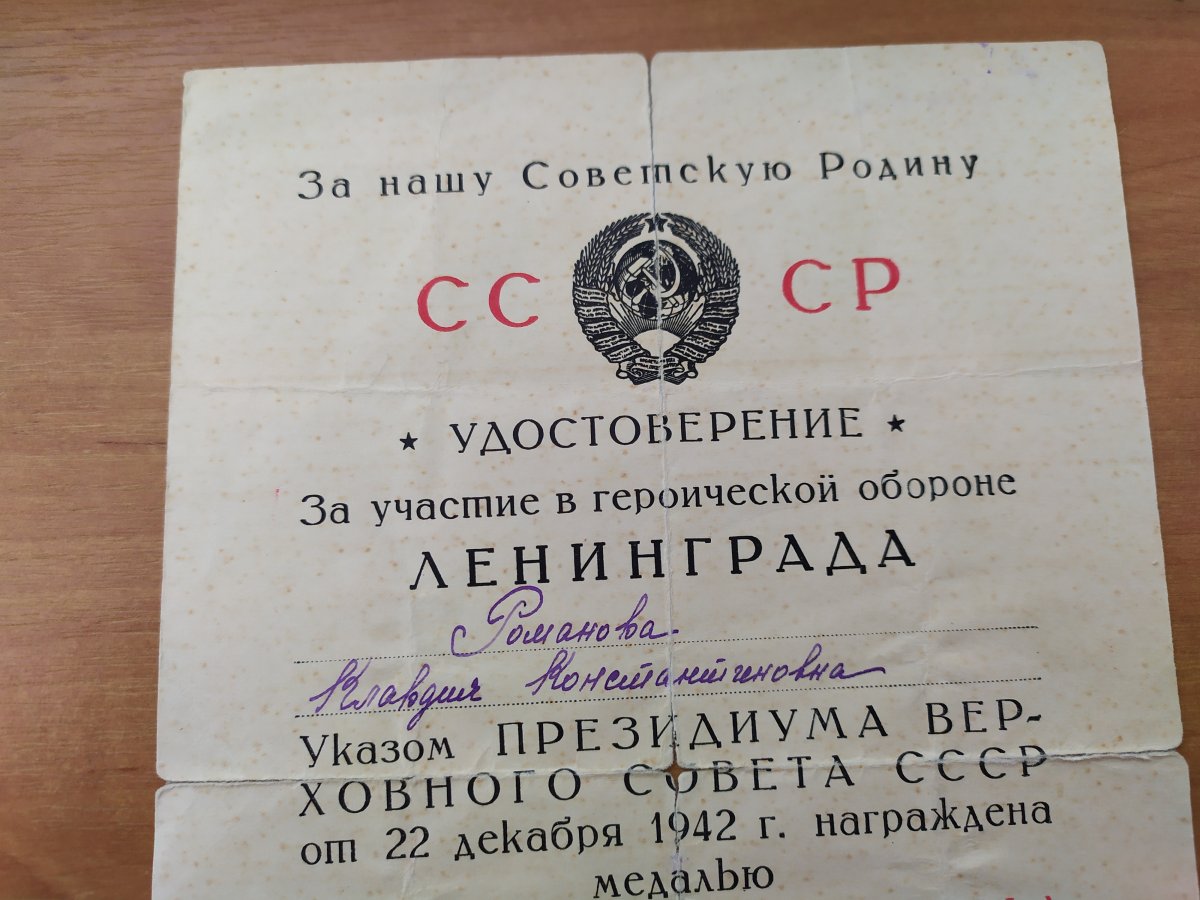 За нашу Советскую Родину
СС СР
★ УДОСТОВЕРЕНИЕ ★
За участие в героической обороне
ЛЕНИНГРАДА
Романова.
Клавдия Константиновна
Указом ПРЕЗИДИУМА ВЕР-
ХОВНОГО СОВЕТА СССР
от 22 декабря 1942 г. награждена
медалью